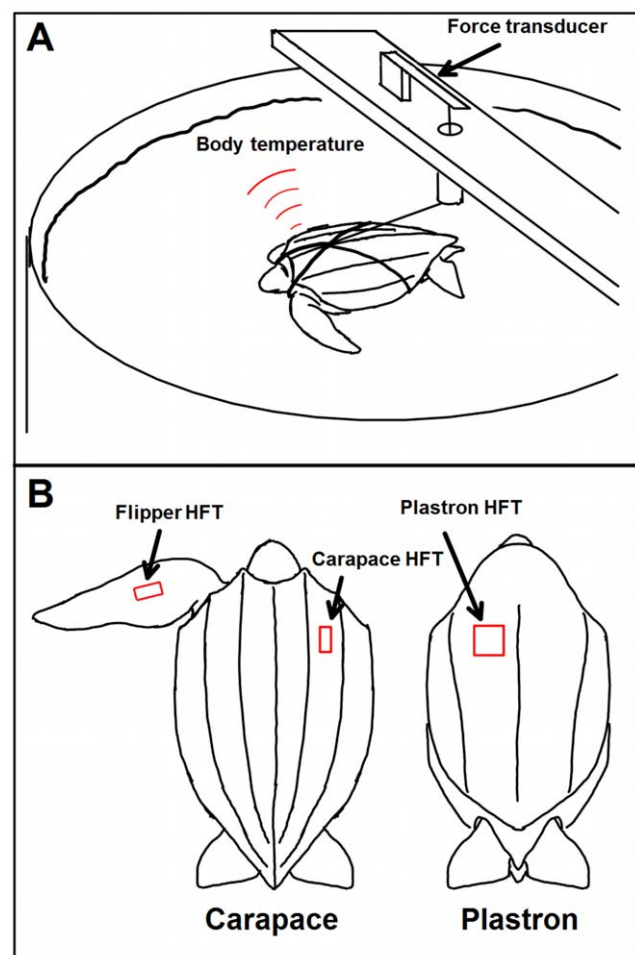 A
Force transducer
Body temperature
B
Flipper HFT
Plastron HFT
Carapace HFT
Carapace
Plastron